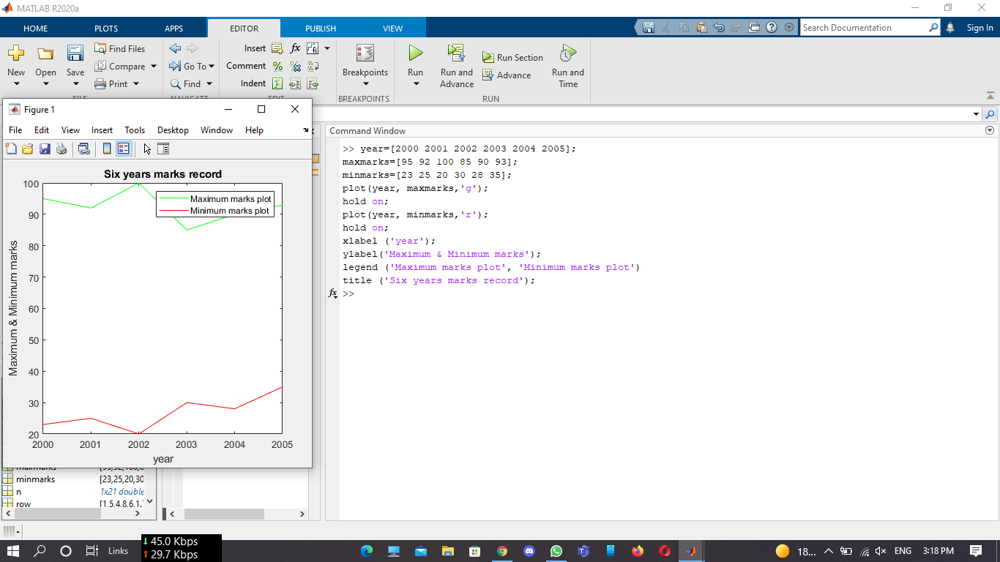 MATLAB R2020a
HOME PLOTS APPS EDITOR PUBLISH VIEW
Search Documentation
Sign In
New
Open
Save
Find Files
Compare
Print
Go To
Find
Insert
fx
Comment
Indent
Breakpoints
Run
Run and Advance
Run Section
Advance
Run and Time
FILE NAVIGATE EDIT BREAKPOINTS RUN
Figure 1
File Edit View Insert Tools Desktop Window Help
Six years marks record
Maximum marks plot
Minimum marks plot
Maximum & Minimum marks
100
90
80
70
60
50
40
30
20
2000 2001 2002 2003 2004 2005
year
maxmarks
minmarks [23,25,20,30
n 1x21 double
row [1,5,4,8,6,1,
Command Window
>> year=[2000 2001 2002 2003 2004 2005];
maxmarks=[95 92 100 85 90 93];
minmarks=[23 25 20 30 28 35];
plot(year, maxmarks,'g');
hold on;
plot(year, minmarks,'r');
hold on;
xlabel ('year');
ylabel('Maximum & Minimum marks');
legend ('Maximum marks plot', 'Minimum marks plot')
title ('Six years marks record');
fx >>
Links
↓ 45.0 Kbps
↑ 29.7 Kbps
18...
ENG
3:18 PM